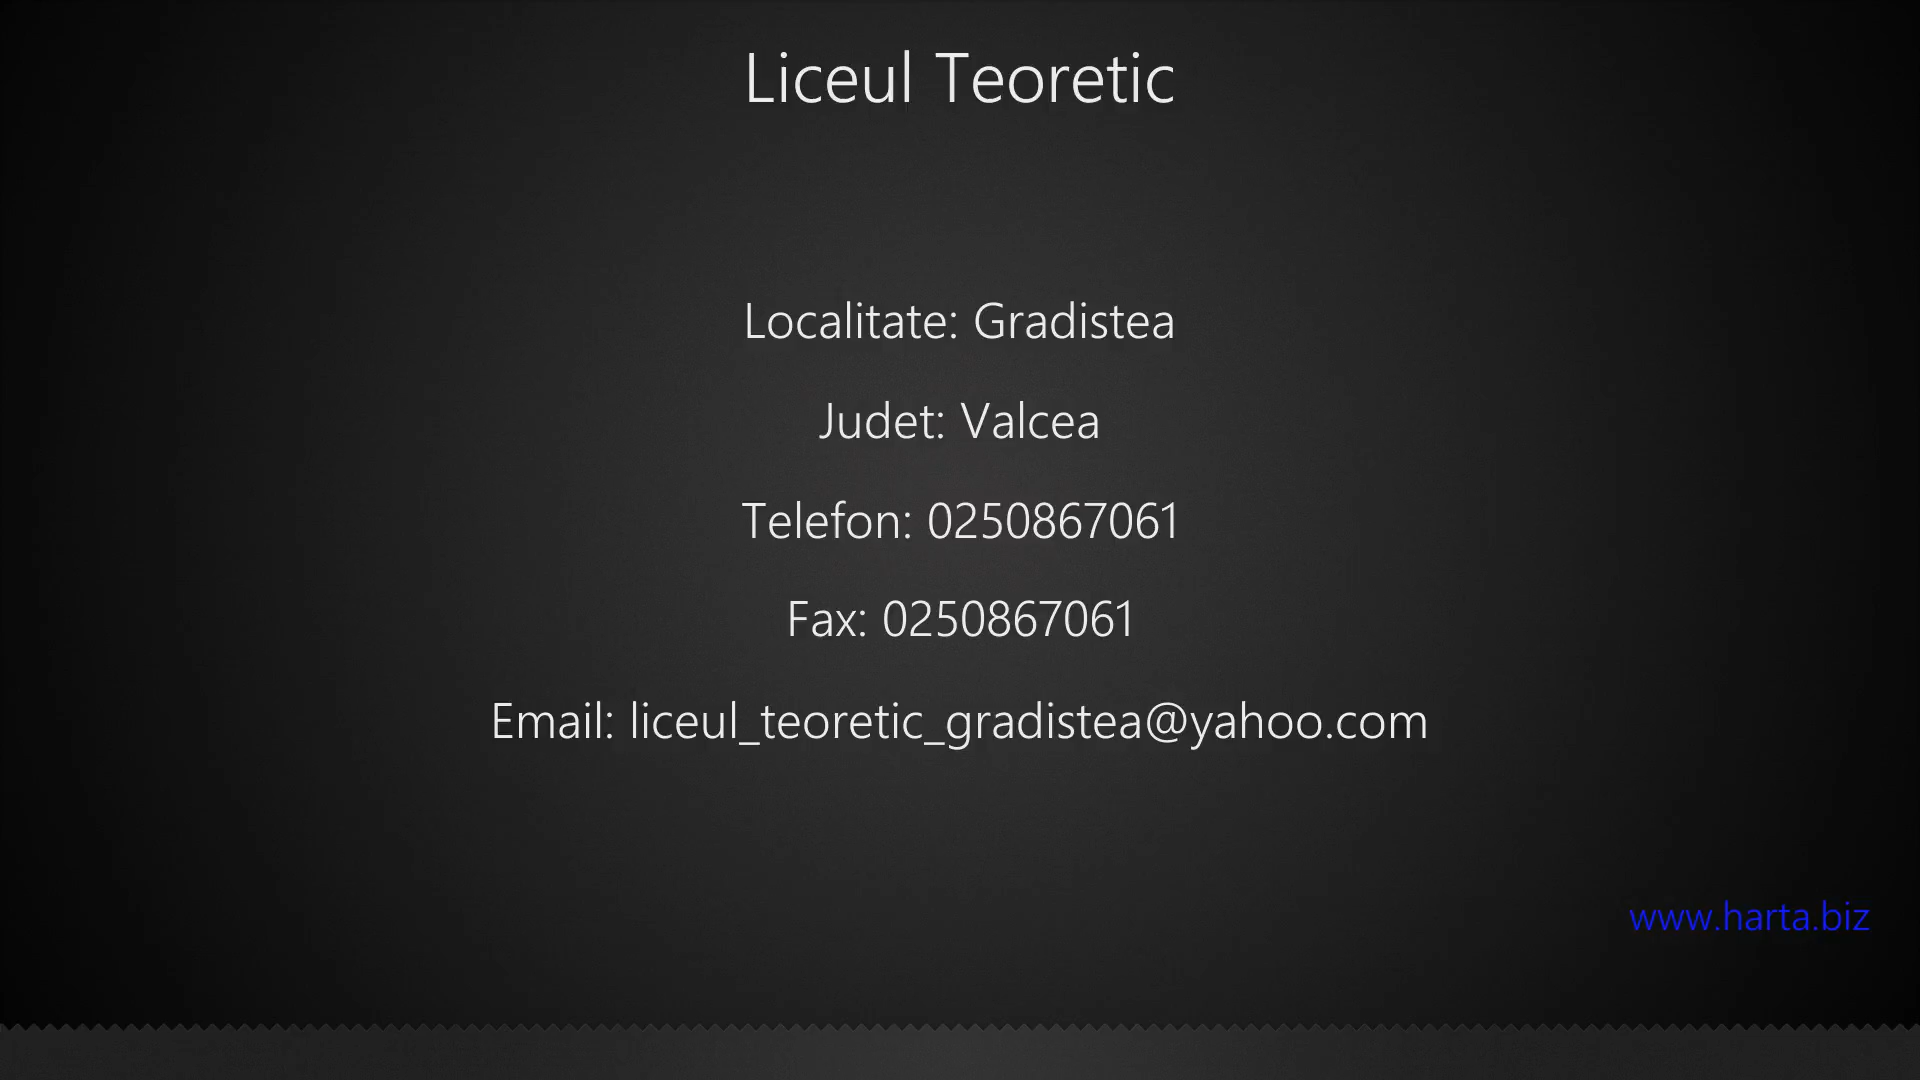 Liceul Teoretic
Localitate: Gradistea
Judet: Valcea
Telefon: 0250867061
Fax: 0250867061
Email: liceul_teoretic_gradistea@yahoo.com
www.harta.biz